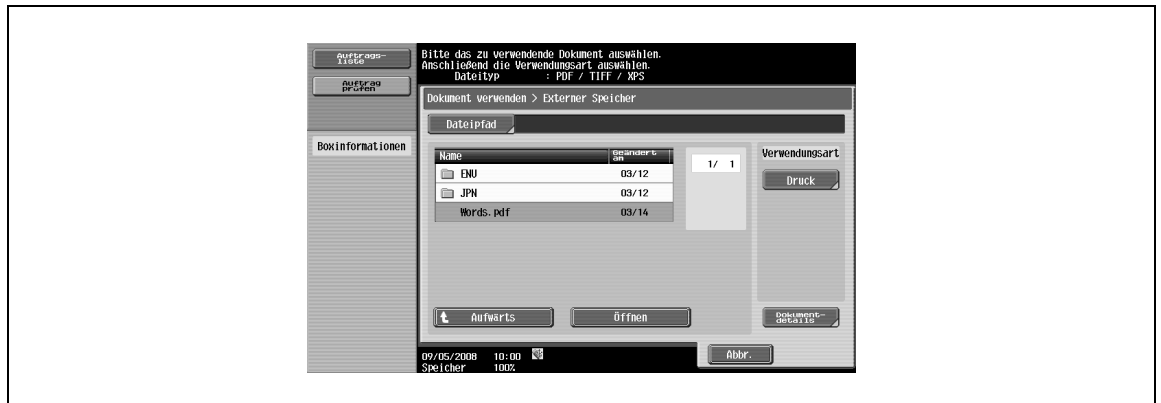 Auftrags-
liste
Auftrag
prüfen
Boxinformationen
Bitte das zu verwendende Dokument auswählen.
Anschließend die Verwendungsart auswählen.
Dateityp : PDF / TIFF / XPS
Dokument verwenden > Externer Speicher
Dateipfad
Name Geändert am
ENU 03/12
JPN 03/12
Words.pdf 03/14
1/ 1
Verwendungsart
Druck
Aufwärts Öffnen
Dokument-
details
Abbr.
09/05/2008 10:00
Speicher 100%